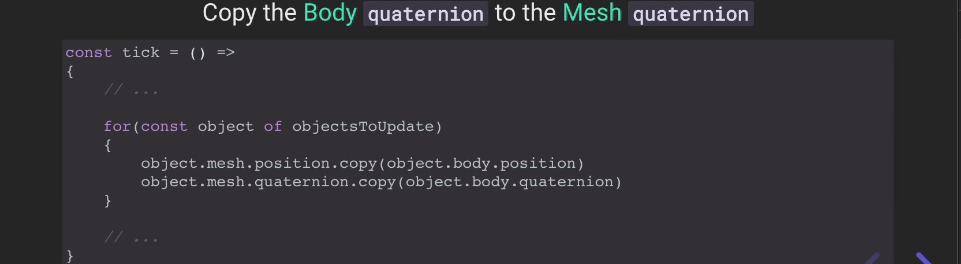 Copy the Body quaternion to the Mesh quaternion
const tick = () =>
{
    // ...
    for(const object of objectsToUpdate)
    {
        object.mesh.position.copy(object.body.position)
        object.mesh.quaternion.copy(object.body.quaternion)
    }
    // ...
}